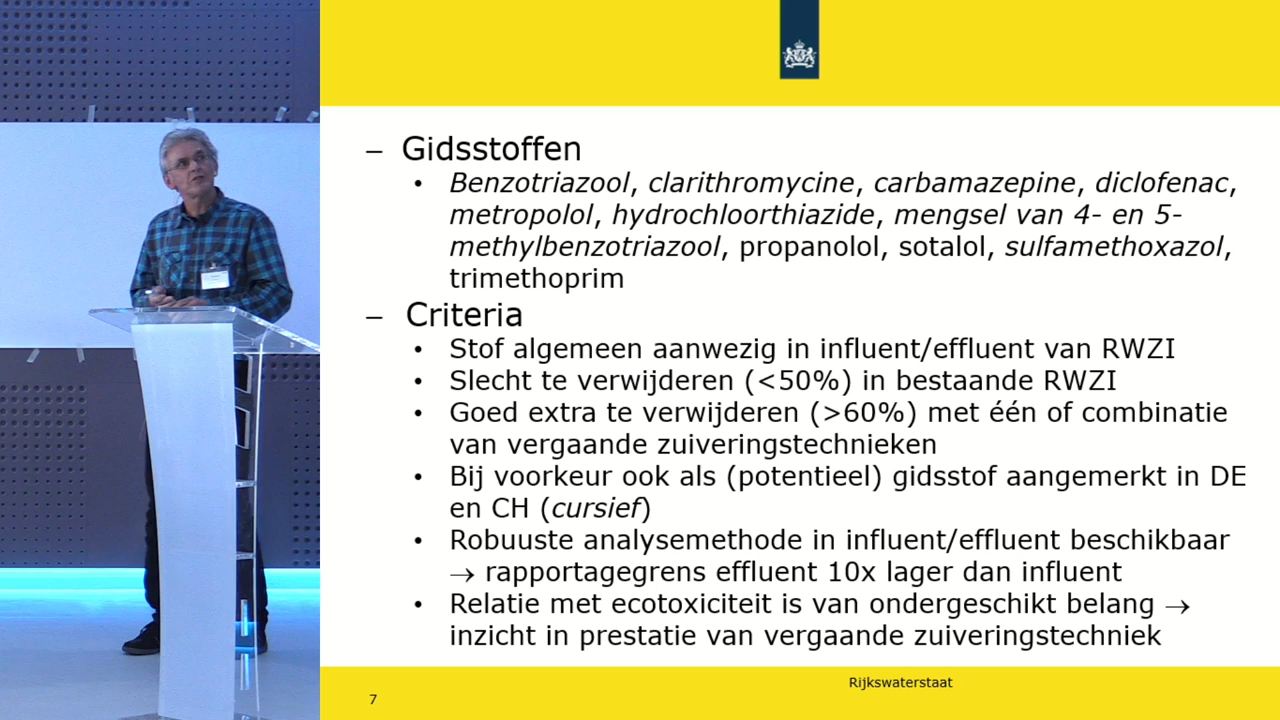 – Gidsstoffen
• Benzotriazool, clarithromycine, carbamazepine, diclofenac,
metropolol, hydrochloorthiazide, mengsel van 4- en 5-
methylbenzotriazool, propanolol, sotalol, sulfamethoxazol,
trimethoprim
– Criteria
• Stof algemeen aanwezig in influent/effluent van RWZI
• Slecht te verwijderen (<50%) in bestaande RWZI
• Goed extra te verwijderen (>60%) met één of combinatie
van vergaande zuiveringstechnieken
• Bij voorkeur ook als (potentieel) gidsstof aangemerkt in DE
en CH (cursief)
• Robuuste analysemethode in influent/effluent beschikbaar
→ rapportagegrens effluent 10x lager dan influent
• Relatie met ecotoxiciteit is van ondergeschikt belang →
inzicht in prestatie van vergaande zuiveringstechniek
Rijkswaterstaat
7